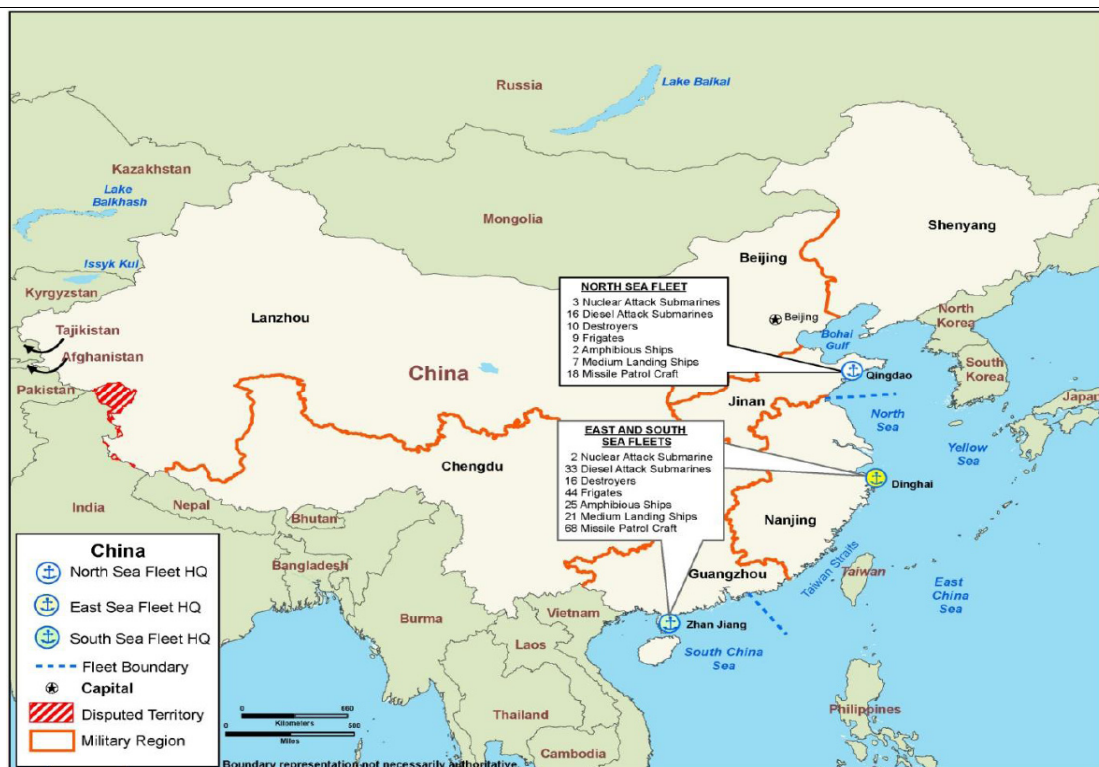 Russia
Lake Baikal
Kazakhstan
Lake
Balkhash
Mongolia
Shenyang
Issyk Kul
Beijing
Kyrgyzstan
NORTH SEA FLEET
3 Nuclear Attack Submarines
16 Diesel Attack Submarines
10 Destroyers
9 Frigates
2 Amphibious Ships
7 Medium Landing Ships
18 Missile Patrol Craft
Lanzhou
Beijing
North
Korea
Tajikistan
Bohai
Gulf
Afghanistan
China
South
Korea
Pakistan
Qingdao
Jinan
Japan
North
Sea
EAST AND SOUTH
SEA FLEETS
2 Nuclear Attack Submarine
33 Diesel Attack Submarines
16 Destroyers
44 Frigates
25 Amphibious Ships
21 Medium Landing Ships
68 Missile Patrol Craft
Yellow
Sea
Chengdu
Dinghai
India
Nepal
Bhutan
Nanjing
China
North Sea Fleet HQ
East Sea Fleet HQ
South Sea Fleet HQ
Fleet Boundary
Capital
Disputed Territory
Military Region
Bangladesh
Guangzhou
Taiwan Straits
Taiwan
East
China
Sea
Burma
Vietnam
Zhan Jiang
Laos
South China
Sea
Thailand
Philippines
Cambodia
0 660
Kilometers
0 500
Miles
Boundary representation not necessarily authoritative